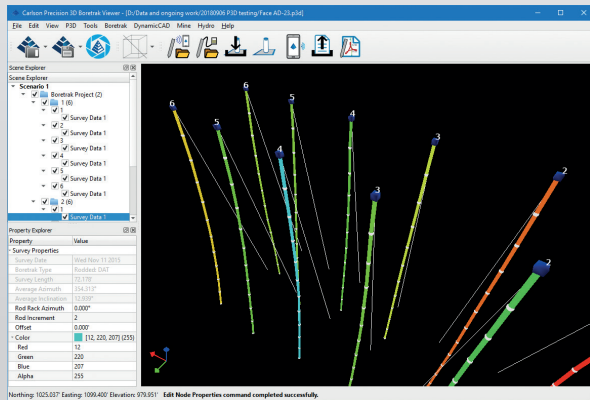 Carlson Precision 3D Boretrak Viewer - [D:/Data and ongoing work/20180906 P3D testing/Face AD-23.p3d]
File Edit View P3D Tools Boretrak DynamicCAD Mine Hydro Help
Scene Explorer
Scene Explorer
Scenario 1
Boretrak Project (2)
1 (6)
1
Survey Data 1
2
Survey Data 1
3
Survey Data 1
4
Survey Data 1
5
Survey Data 1
6
Survey Data 1
2 (6)
1
Survey Data 1
Property Explorer
Property Value
Survey Properties
Survey Date Wed Nov 11 2015
Boretrak Type Rodded: DAT
Survey Length 72.178'
Average Azimuth 334.213°
Average Inclination 12.939°
Rod Rack Azimuth 0.000°
Rod Increment 2
Offset 0.000'
Color [12, 220, 207] (255)
Red 12
Green 220
Blue 207
Alpha 255
6
6
5
5
4
4
3
3
2
2
Northing: 1025.037' Easting: 1099.400' Elevation: 979.951' Edit Node Properties command completed successfully.